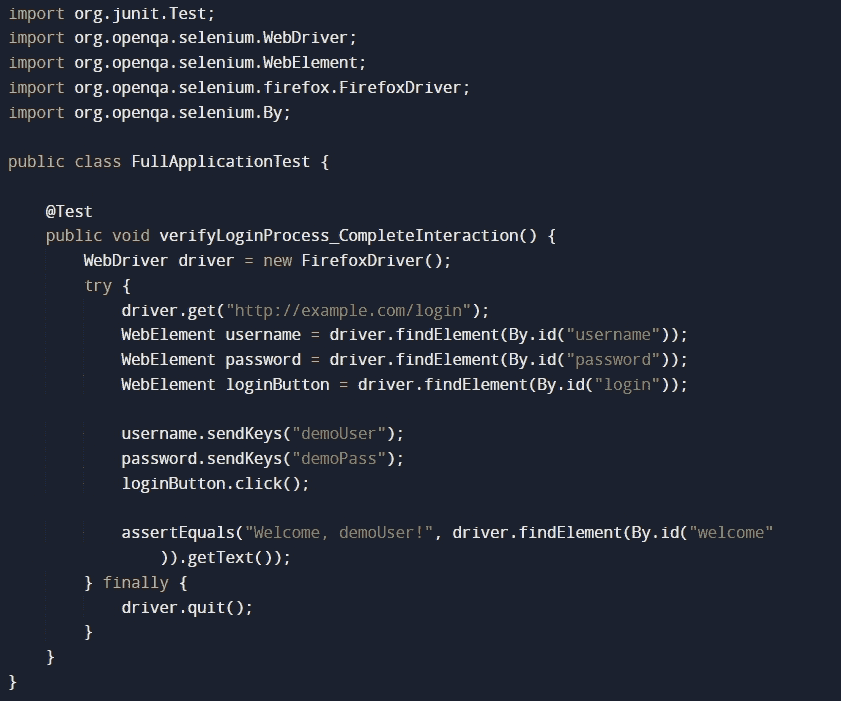 import org.junit.Test;
import org.openqa.selenium.WebDriver;
import org.openqa.selenium.WebElement;
import org.openqa.selenium.firefox.FirefoxDriver;
import org.openqa.selenium.By;

public class FullApplicationTest {

    @Test
    public void verifyLoginProcess_CompleteInteraction() {
        WebDriver driver = new FirefoxDriver();
        try {
            driver.get("http://example.com/login");
            WebElement username = driver.findElement(By.id("username"));
            WebElement password = driver.findElement(By.id("password"));
            WebElement loginButton = driver.findElement(By.id("login"));

            username.sendKeys("demoUser");
            password.sendKeys("demoPass");
            loginButton.click();

            assertEquals("Welcome, demoUser!", driver.findElement(By.id("welcome"
                )).getText());
        } finally {
            driver.quit();
        }
    }
}